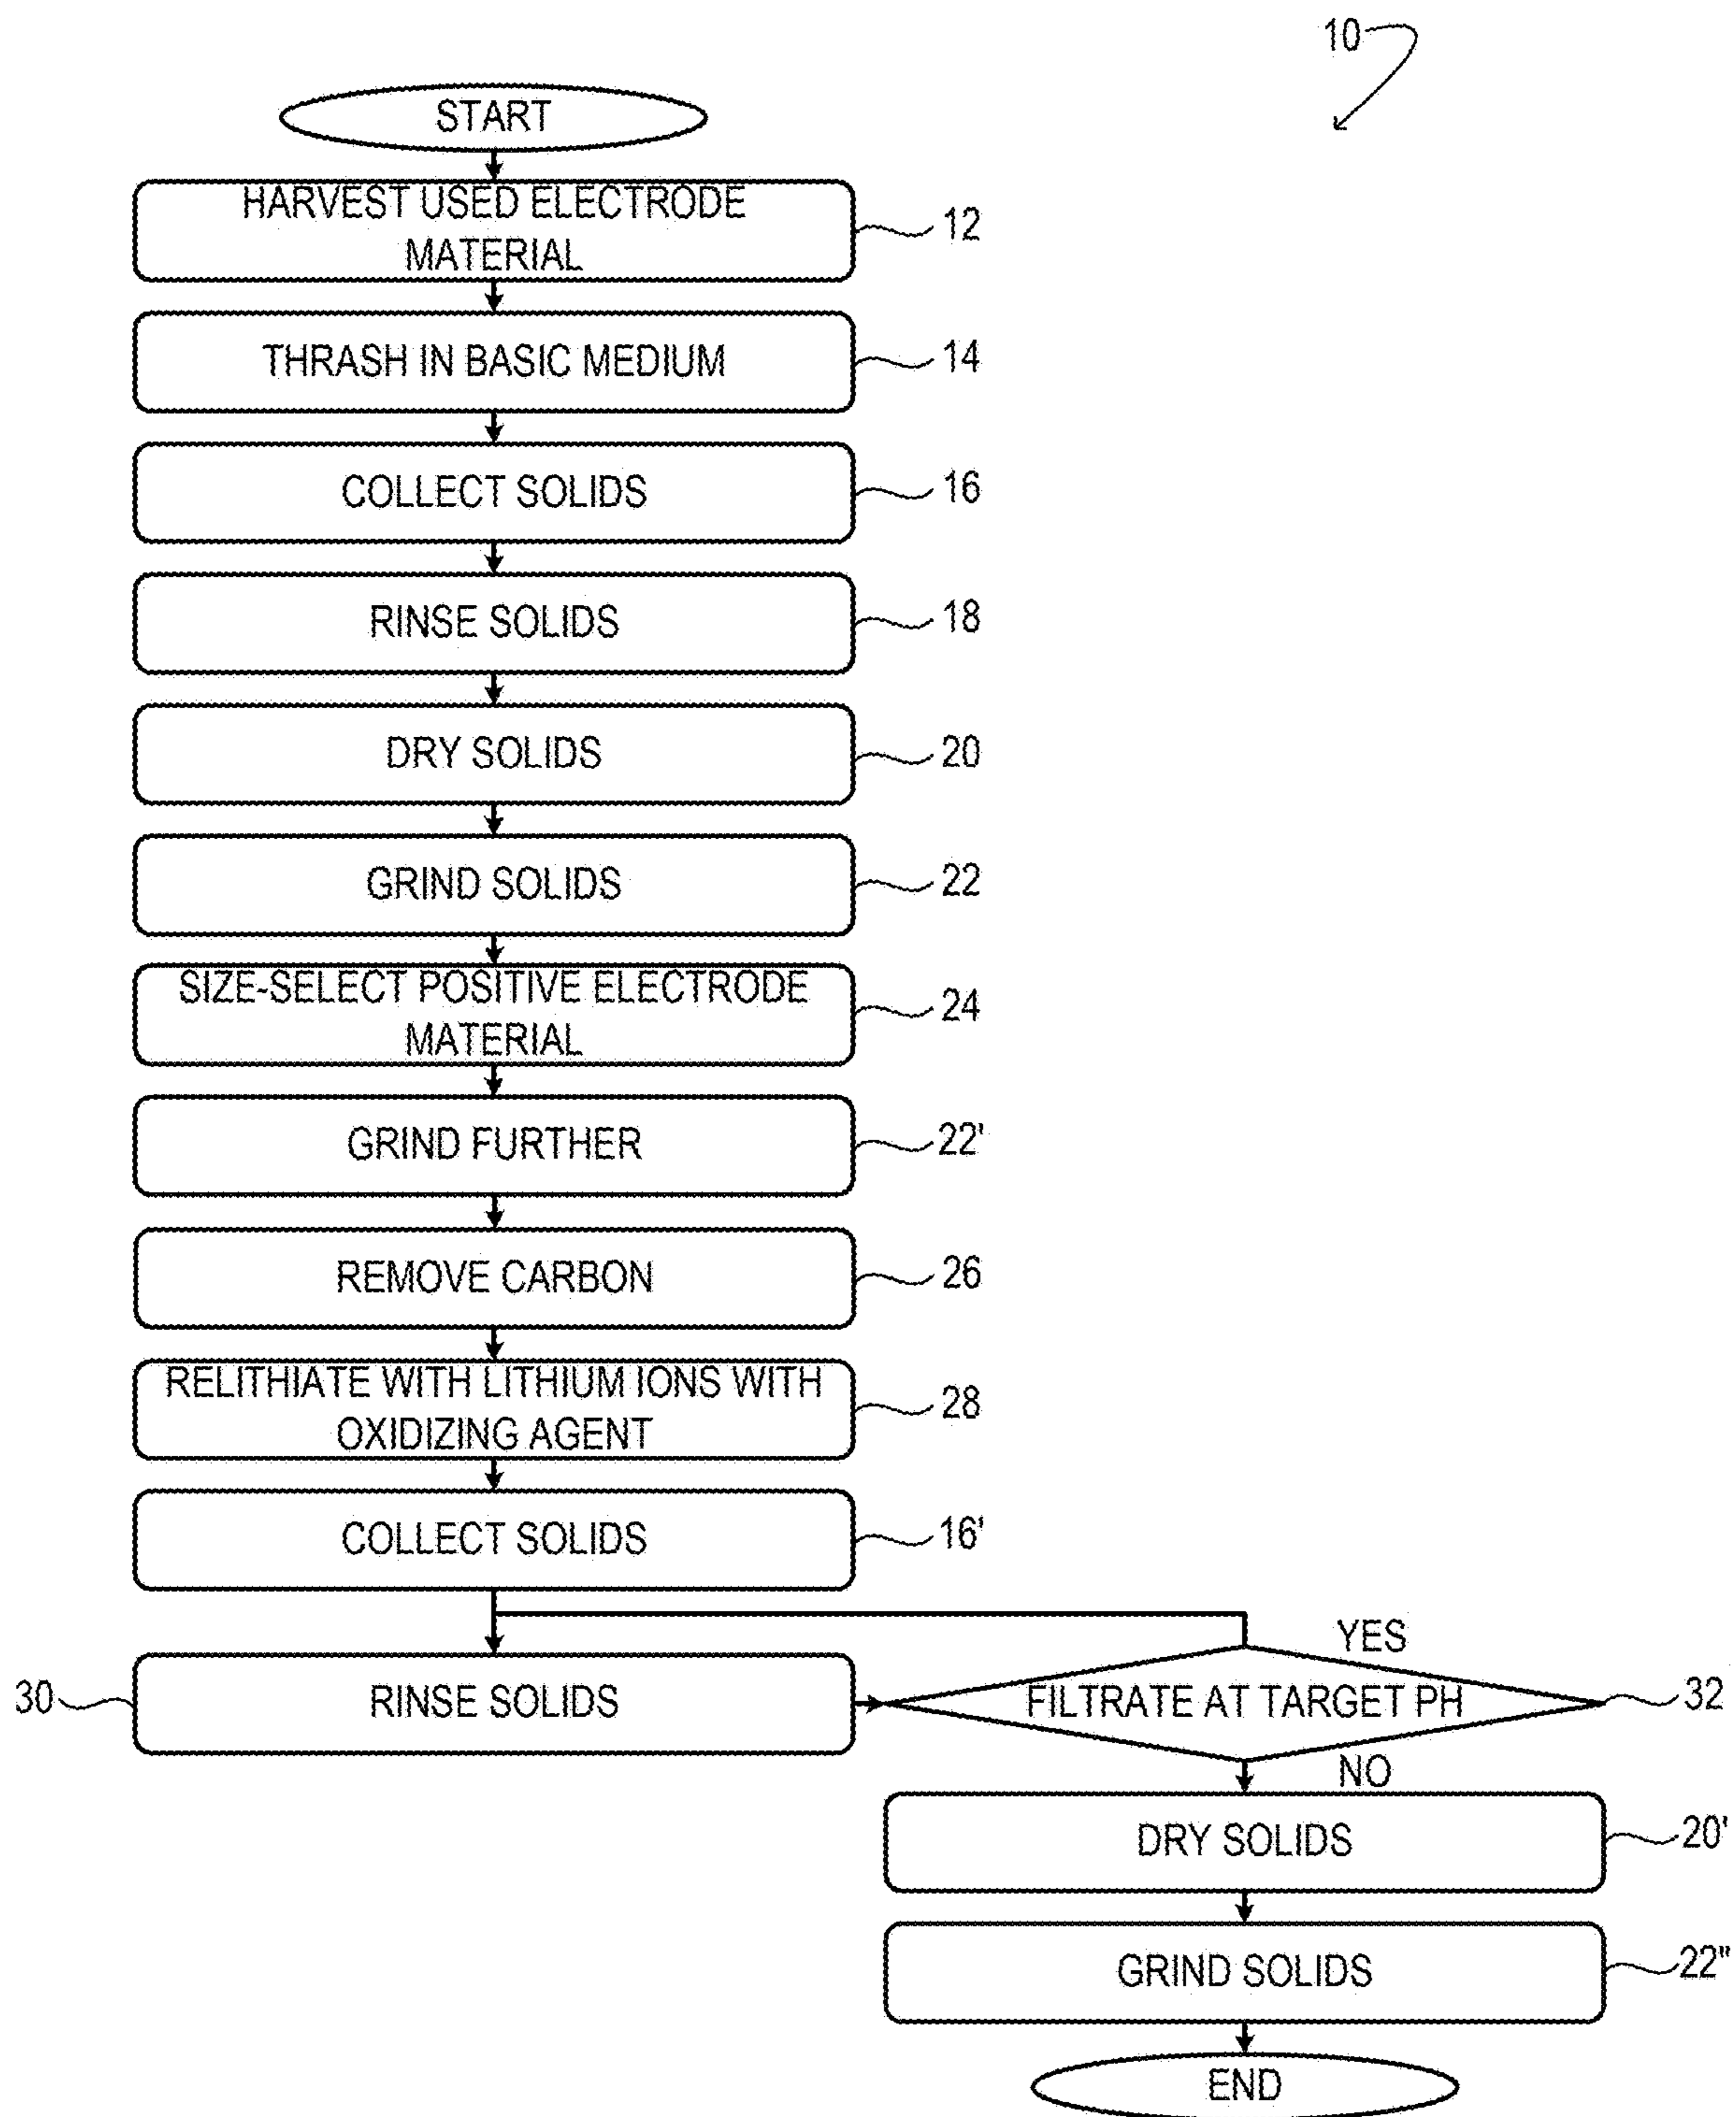 10
START
HARVEST USED ELECTRODE
MATERIAL
12
THRASH IN BASIC MEDIUM
14
COLLECT SOLIDS
16
RINSE SOLIDS
18
DRY SOLIDS
20
GRIND SOLIDS
22
SIZE-SELECT POSITIVE ELECTRODE
MATERIAL
24
GRIND FURTHER
22'
REMOVE CARBON
26
RELITHIATE WITH LITHIUM IONS WITH
OXIDIZING AGENT
28
COLLECT SOLIDS
16'
YES
30
RINSE SOLIDS
FILTRATE AT TARGET PH
32
NO
DRY SOLIDS
20'
GRIND SOLIDS
22"
END